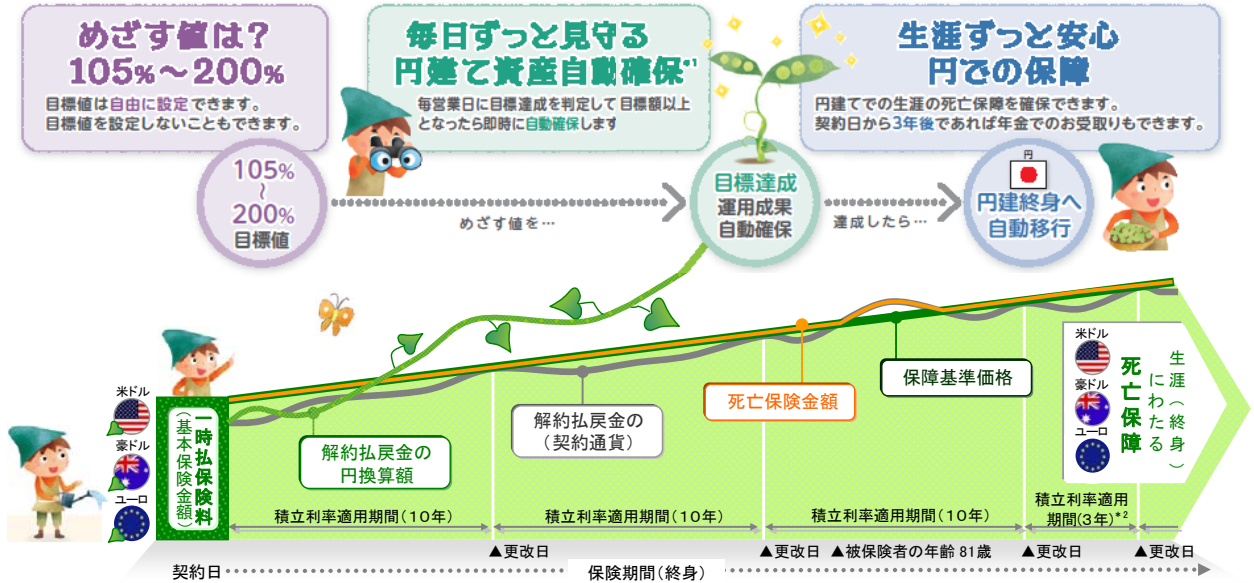 めざす値は?
105%~200%
目標値は自由に設定できます。
目標値を設定しないこともできます。
毎日ずっと見守る
円建て資産自動確保*1
毎営業日に目標達成を判定して目標額以上
となったら即時に自動確保します
生涯ずっと安心
円での保障
円建てでの生涯の死亡保障を確保できます。
契約日から3年後であれば年金でのお受取りもできます。
105%
~
200%
目標値
めざす値を…
目標達成
運用成果
自動確保
達成したら…
円
円建終身へ
自動移行
米ドル
豪ドル
ユーロ
一時払保険料
(基本保険金額)
解約払戻金の
円換算額
解約払戻金の
(契約通貨)
死亡保険金額
保障基準価格
米ドル
豪ドル
ユーロ
生涯(終身)
にわたる
死亡保障
積立利率適用期間(10年)
積立利率適用期間(10年)
積立利率適用期間(10年)
積立利率適用
期間(3年)*2
▲更改日
▲更改日
▲被保険者の年齢 81歳
▲更改日
▲更改日
契約日
保険期間(終身)